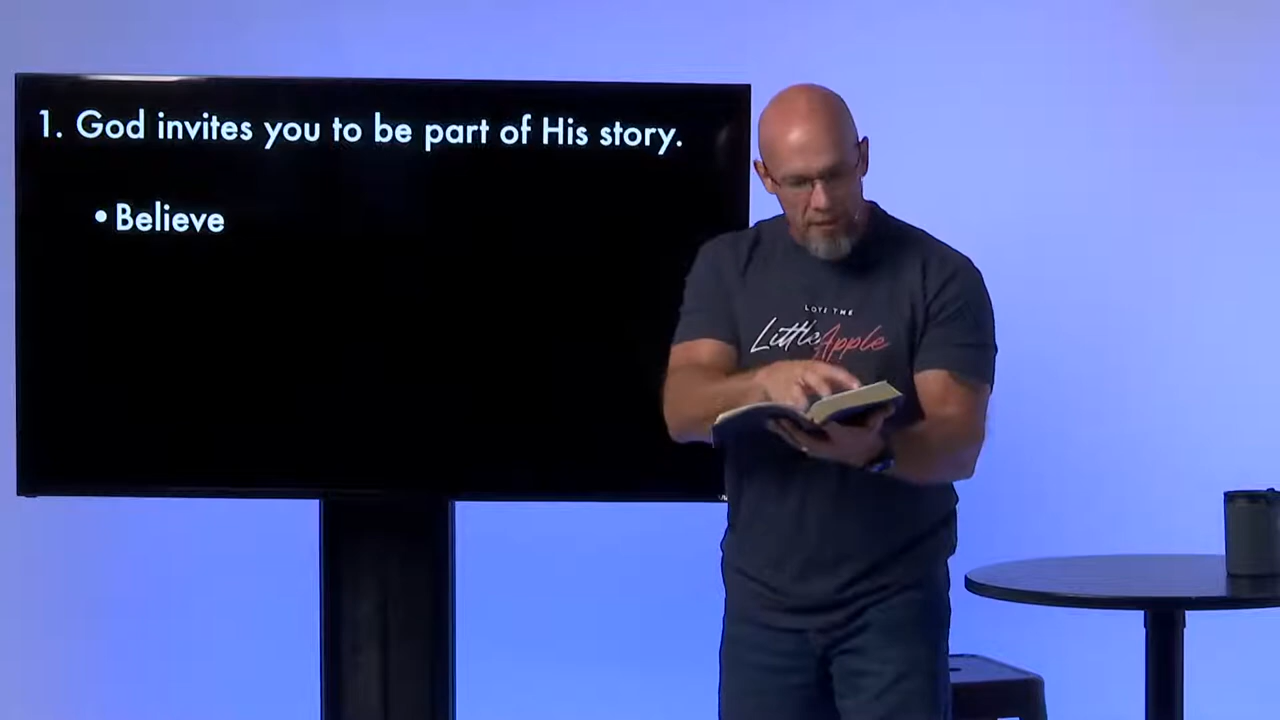 1. God invites you to be part of His story.
• Believe
LOVE THE
Little Apple